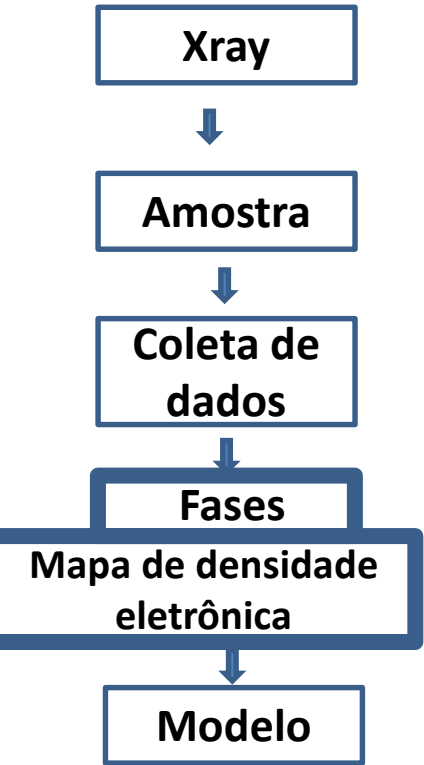 Xray
Amostra
Coleta de
dados
Fases
Mapa de densidade
eletrônica
Modelo